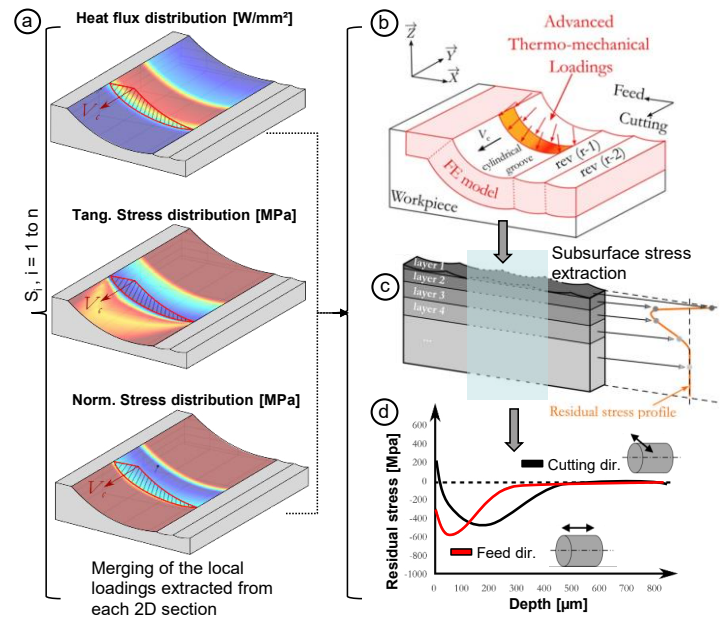 a
Heat flux distribution [W/mm²]
Vc
Tang. Stress distribution [MPa]
Vc
Norm. Stress distribution [MPa]
Vc
Si , i = 1 to n
Merging of the local
loadings extracted from
each 2D section
b
Z
Y
X
Advanced
Thermo-mechanical
Loadings
Feed
Cutting
Vc
cylindrical
groove
rev (r-1)
rev (r-2)
FE model
Workpiece
Subsurface stress
extraction
c
layer 1
layer 2
layer 3
layer 4
...
Residual stress profile
d
Residual stress [Mpa]
600
400
200
0
-200
-400
-600
-800
-1000
Cutting dir.
Feed dir.
0 100 200 300 400 500 600 700 800
Depth [µm]